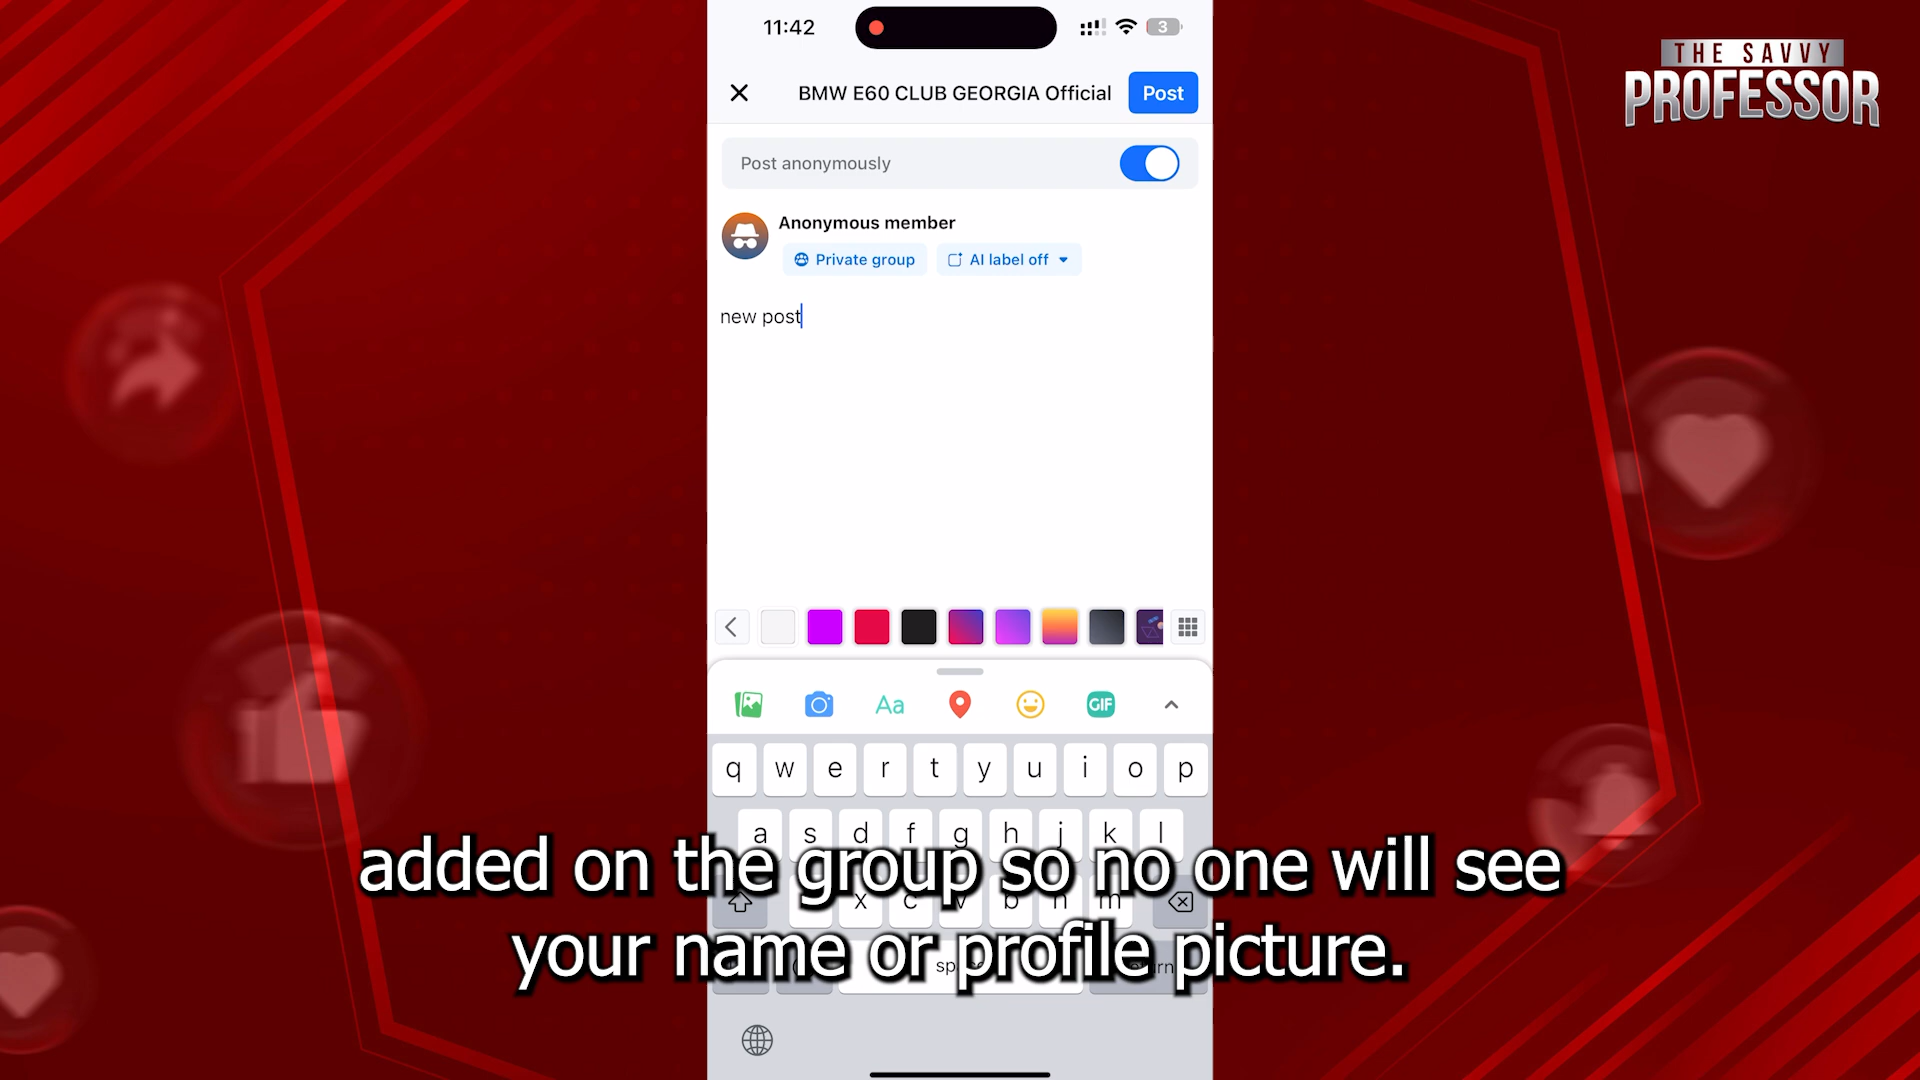 11:42
3
THE SAVVY
PROFESSOR
BMW E60 CLUB GEORGIA Official
Post
Post anonymously
Anonymous member
Private group
AI label off
new post
Aa
GIF
q w e r t y u i o p
a s d f g h j k l
x c v b n m
added on the group so no one will see
your name or profile picture.